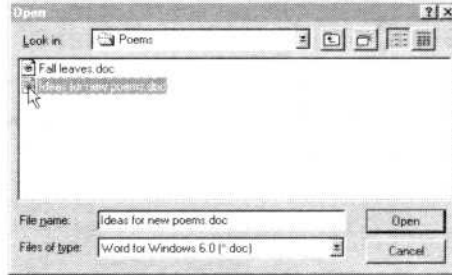 Open
Look in:
Poems
Fall leaves.doc
Ideas for new poems.doc
File name:
Ideas for new poems.doc
Open
Files of type:
Word for Windows 6.0 (*.doc)
Cancel